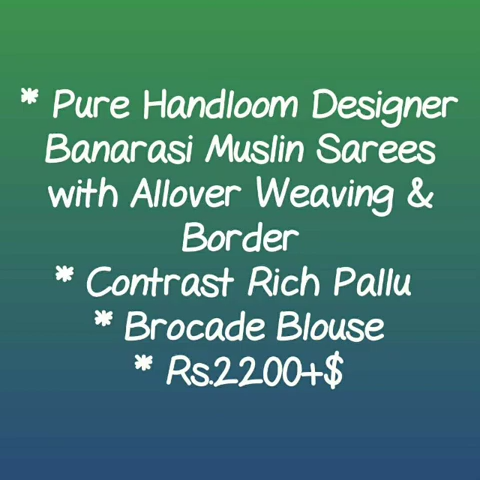 * Pure Handloom Designer
Banarasi Muslin Sarees
with Allover Weaving &
Border
* Contrast Rich Pallu
* Brocade Blouse
* Rs.2200+$